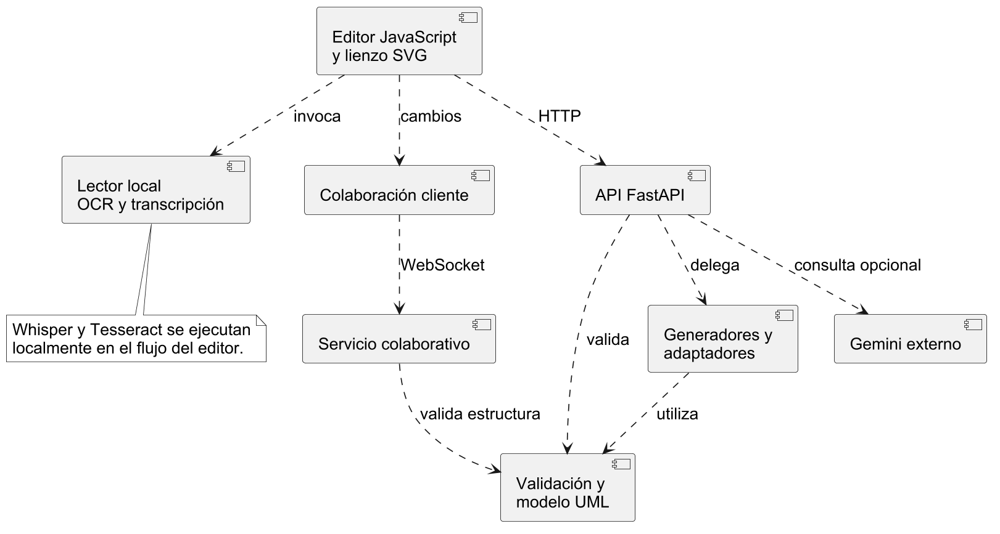 Editor JavaScript
y lienzo SVG
invoca
cambios
HTTP
Lector local
OCR y transcripción
Colaboración cliente
API FastAPI
WebSocket
delega
consulta opcional
Whisper y Tesseract se ejecutan
localmente en el flujo del editor.
Servicio colaborativo
valida
Generadores y
adaptadores
Gemini externo
valida estructura
utiliza
Validación y
modelo UML